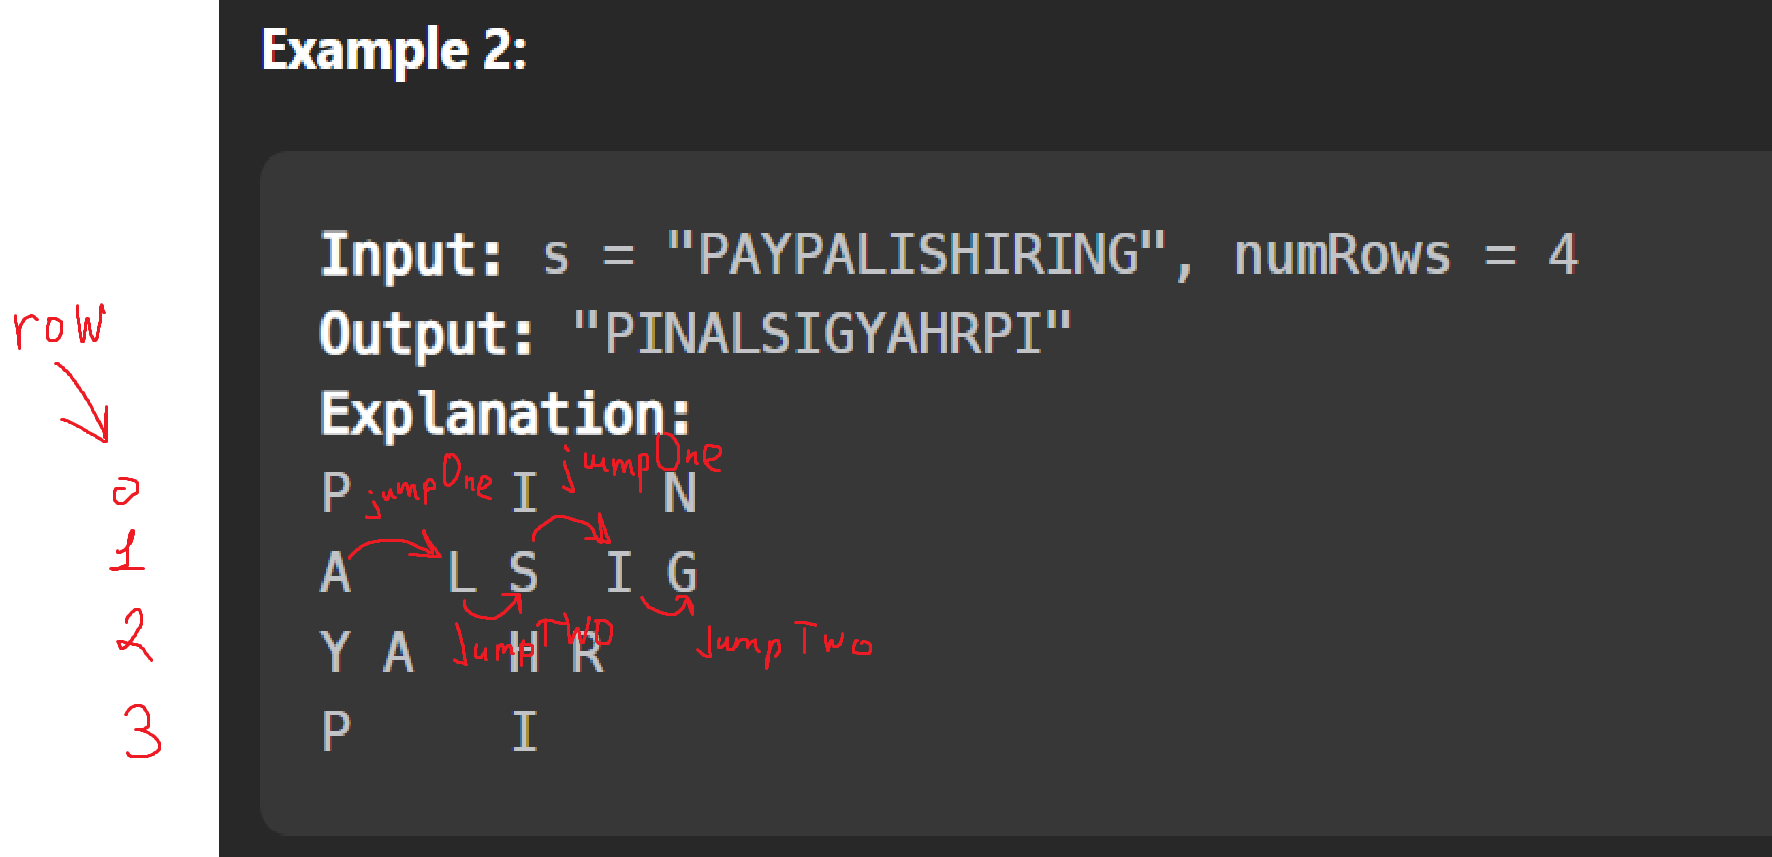 Example 2:
Input: s = "PAYPALISHIRING", numRows = 4
Output: "PINALSIGYAHRPI"
row
Explanation:
jumpOne jumpOne
0 P I N
1 A L S I G
JumpTWO JumpTwo
2 Y A H R
3 P I